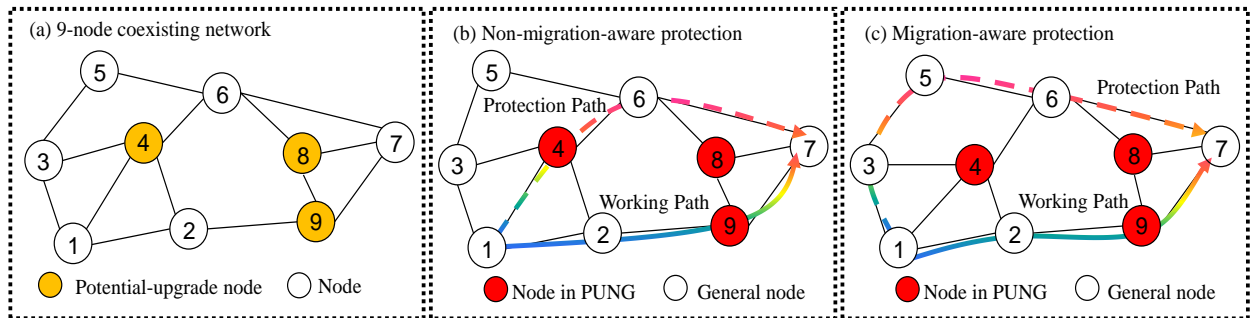 (a) 9-node coexisting network
5
6
4
8
7
3
9
2
1
Potential-upgrade node
Node
(b) Non-migration-aware protection
5
Protection Path
6
4
8
7
3
Working Path
9
2
1
Node in PUNG
General node
(c) Migration-aware protection
5
Protection Path
6
4
8
7
3
Working Path
9
2
1
Node in PUNG
General node